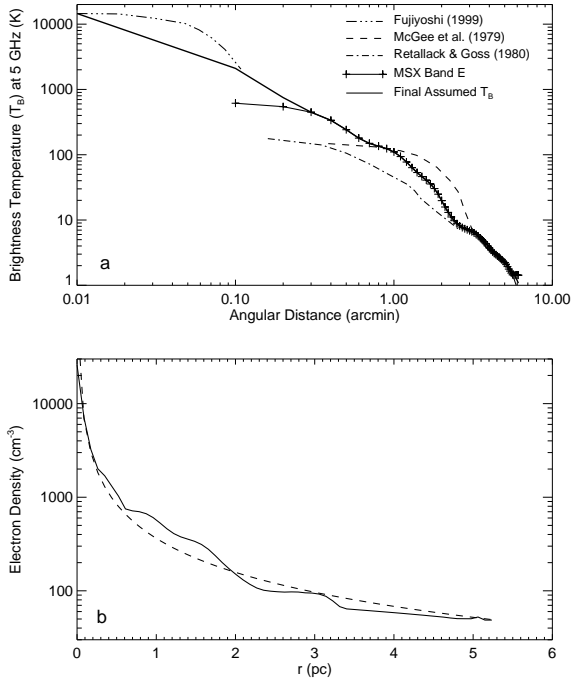 Brightness Temperature (T_B) at 5 GHz (K)
10000
1000
100
10
1
Fujiyoshi (1999)
McGee et al. (1979)
Retallack & Goss (1980)
MSX Band E
Final Assumed T_B
a
0.01 0.10 1.00 10.00
Angular Distance (arcmin)
Electron Density (cm⁻³)
10000
1000
100
b
0 1 2 3 4 5 6
r (pc)